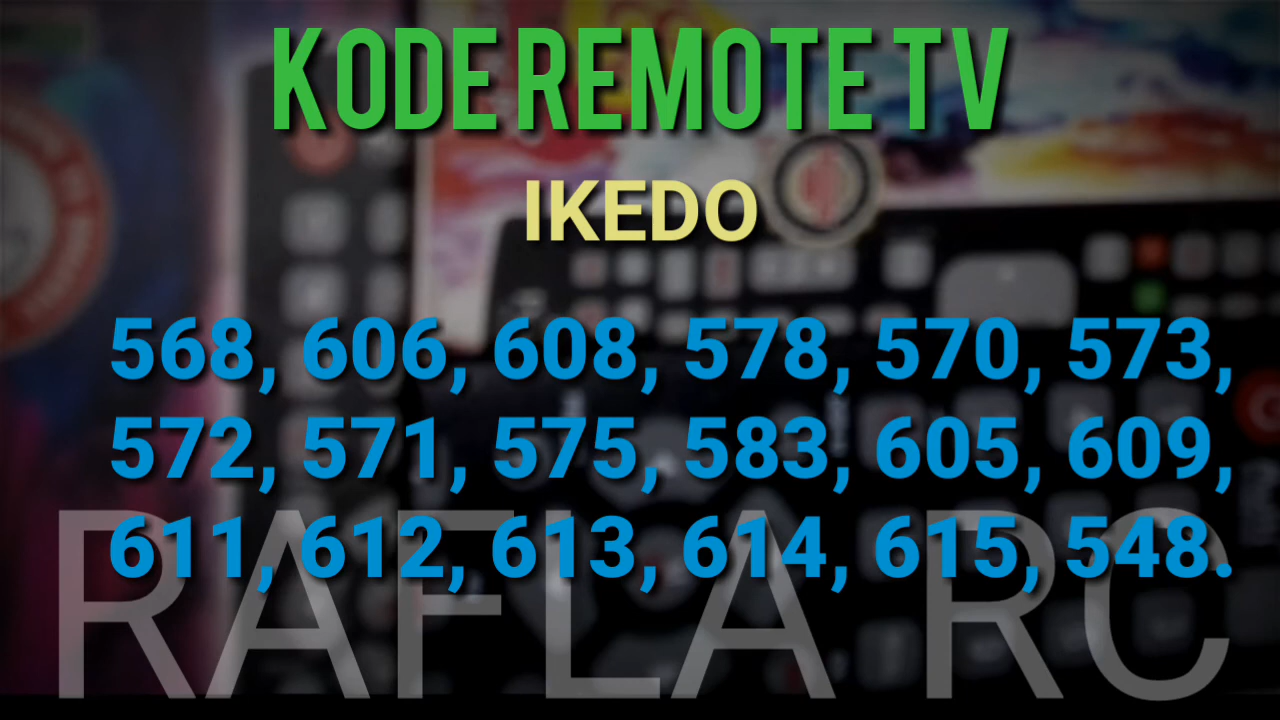 KODE REMOTE TV
IKEDO
568, 606, 608, 578, 570, 573,
572, 571, 575, 583, 605, 609,
611, 612, 613, 614, 615, 548.
RAFLA RC